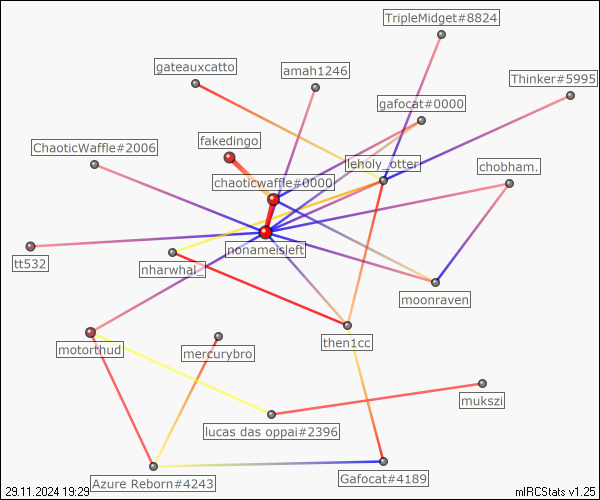 TripleMidget#8824
gateauxcatto
amah1246
Thinker#5995
gafocat#0000
fakedingo
ChaoticWaffle#2006
leholy_otter
chobham.
chaoticwaffle#0000
nonameisleft
tt532
nharwhal_
moonraven
then1cc
motorthud
mercurybro
mukszi
lucas das oppai#2396
Azure Reborn#4243
Gafocat#4189
29.11.2024 19:29
mIRCStats v1.25